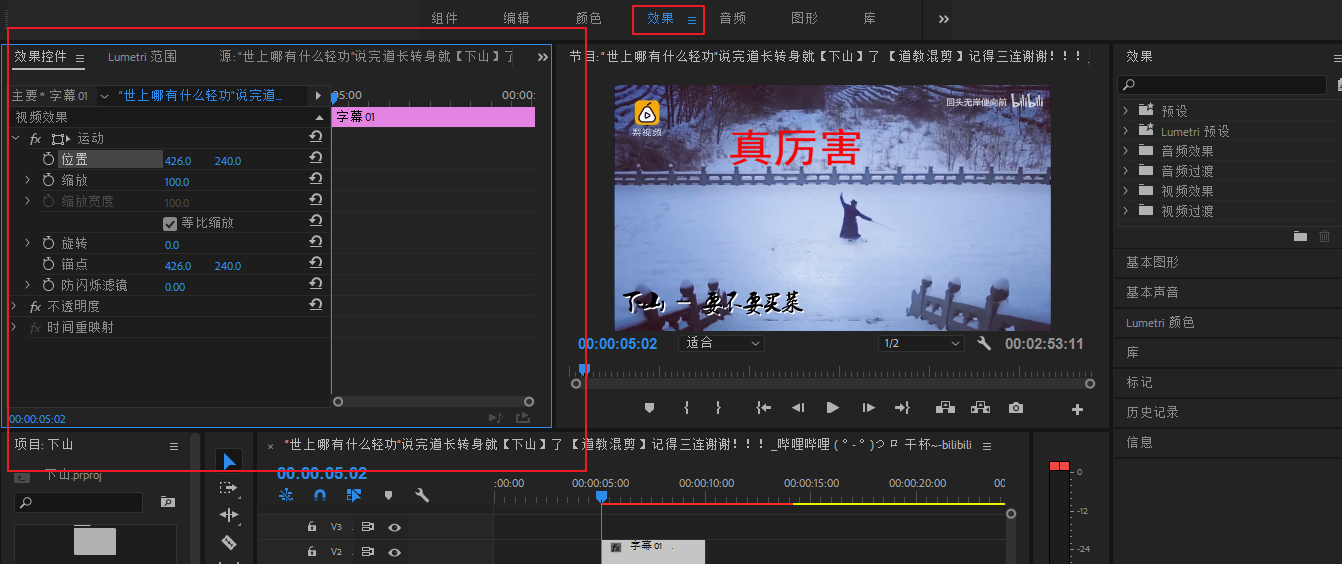 组件 编辑 颜色 效果 音频 图形 库
效果控件 Lumetri 范围 源:"世上哪有什么轻功"说完道长转身就【下山】了
主要* 字幕 01 "世上哪有什么轻功"说完道...
05:00 00:00:
视频效果
字幕 01
fx 运动
位置 426.0 240.0
缩放 100.0
缩放宽度 100.0
等比缩放
旋转 0.0
锚点 426.0 240.0
防闪烁滤镜 0.00
fx 不透明度
fx 时间重映射
00:00:05:02
节目:"世上哪有什么轻功"说完道长转身就【下山】了 【道教混剪】记得三连谢谢！！！
梨视频
回头无岸便向前 bilibili
真厉害
下山 - 要不要买菜
00:00:05:02 适合 1/2 00:02:53:11
效果
预设
Lumetri 预设
音频效果
音频过渡
视频效果
视频过渡
基本图形
基本声音
Lumetri 颜色
库
标记
历史记录
信息
项目: 下山
下山.prproj
× "世上哪有什么轻功"说完道长转身就【下山】了 【道教混剪】记得三连谢谢！！！_哔哩哔哩 (゜-゜)つロ 干杯~-bilibili
00:00:05:02
:00:00 00:00:05:00 00:00:10:00 00:00:15:00 00:00:20:00 00:
V3
V2
fx 字幕 01
0
-12
-24